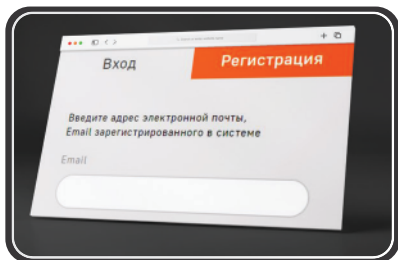 Вход
Регистрация
Введите адрес электронной почты,
Email зарегистрированного в системе
Email